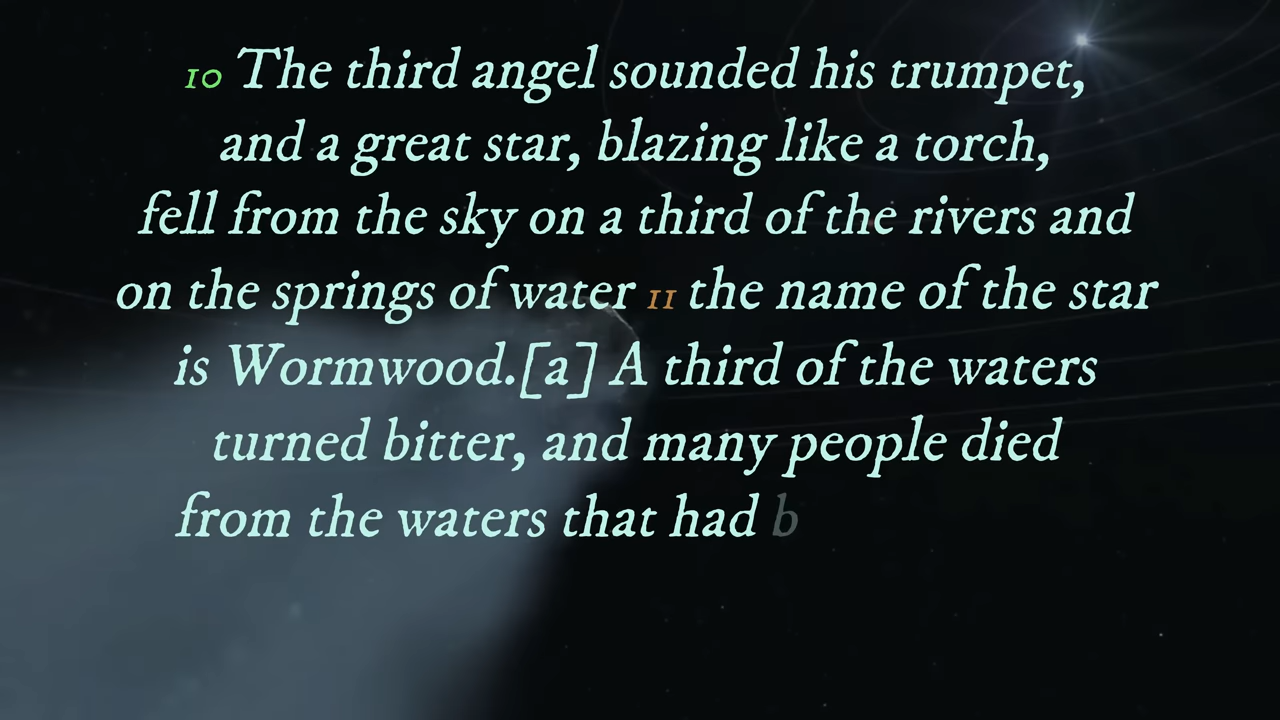 10 The third angel sounded his trumpet,
and a great star, blazing like a torch,
fell from the sky on a third of the rivers and
on the springs of water 11 the name of the star
is Wormwood.[a] A third of the waters
turned bitter, and many people died
from the waters that had b